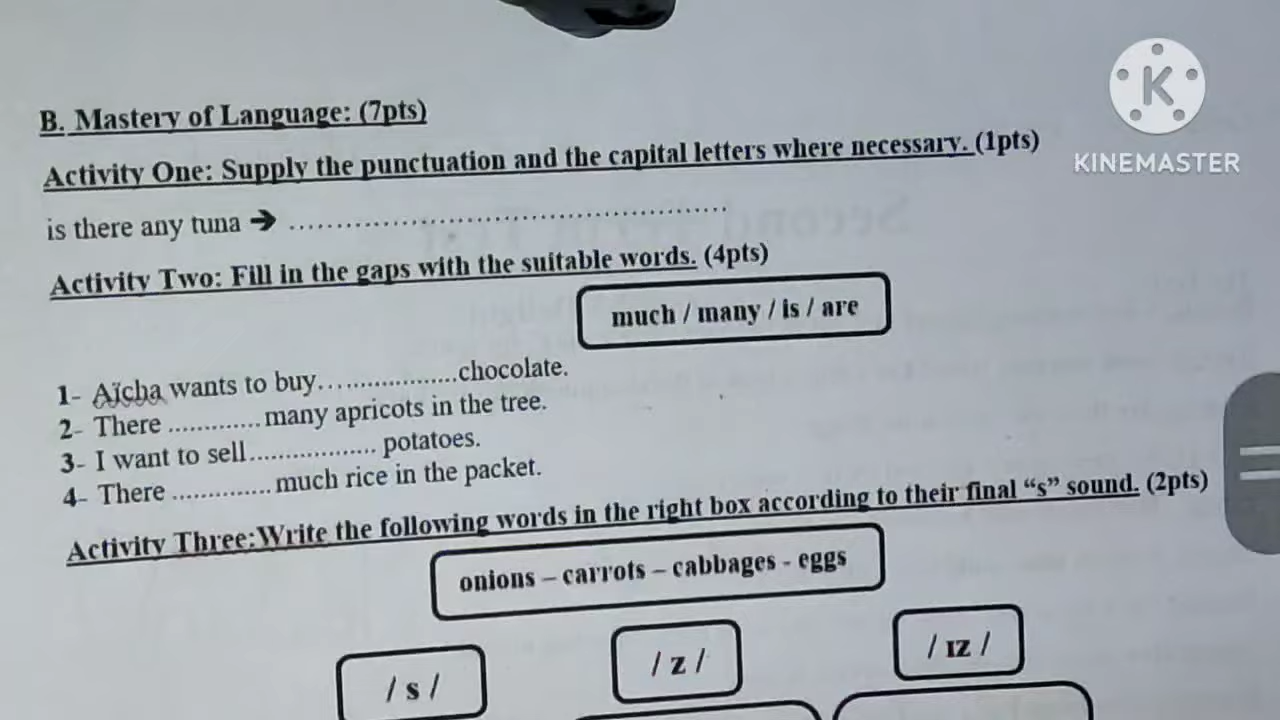 B. Mastery of Language: (7pts)
Activity One: Supply the punctuation and the capital letters where necessary. (1pts)
is there any tuna ➔ ................................................
Activity Two: Fill in the gaps with the suitable words. (4pts)
much / many / is / are
1- Aïcha wants to buy.....................chocolate.
2- There ..............many apricots in the tree.
3- I want to sell................... potatoes.
4- There ............... much rice in the packet.
Activity Three:Write the following words in the right box according to their final “s” sound. (2pts)
onions – carrots – cabbages - eggs
/ s / / z / / ɪz /
KINEMASTER